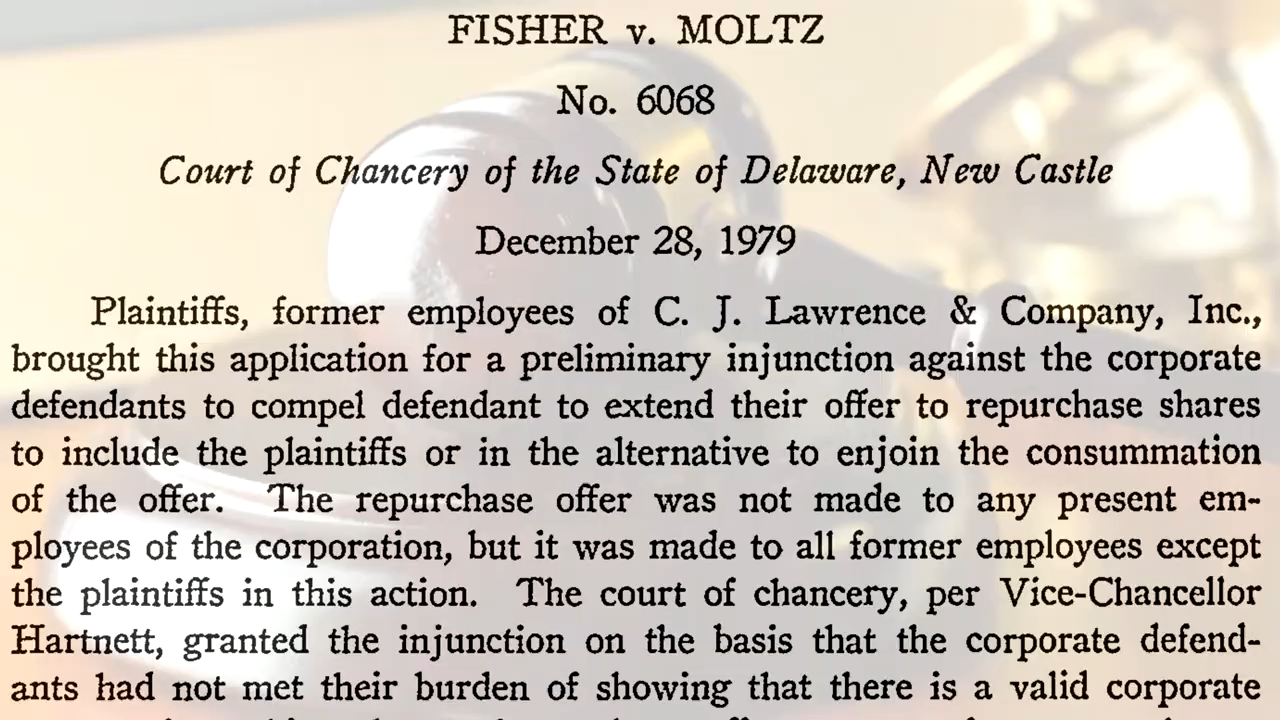 FISHER v. MOLTZ
No. 6068
Court of Chancery of the State of Delaware, New Castle
December 28, 1979
Plaintiffs, former employees of C. J. Lawrence & Company, Inc.,
brought this application for a preliminary injunction against the corporate
defendants to compel defendant to extend their offer to repurchase shares
to include the plaintiffs or in the alternative to enjoin the consummation
of the offer. The repurchase offer was not made to any present em-
ployees of the corporation, but it was made to all former employees except
the plaintiffs in this action. The court of chancery, per Vice-Chancellor
Hartnett, granted the injunction on the basis that the corporate defend-
ants had not met their burden of showing that there is a valid corporate